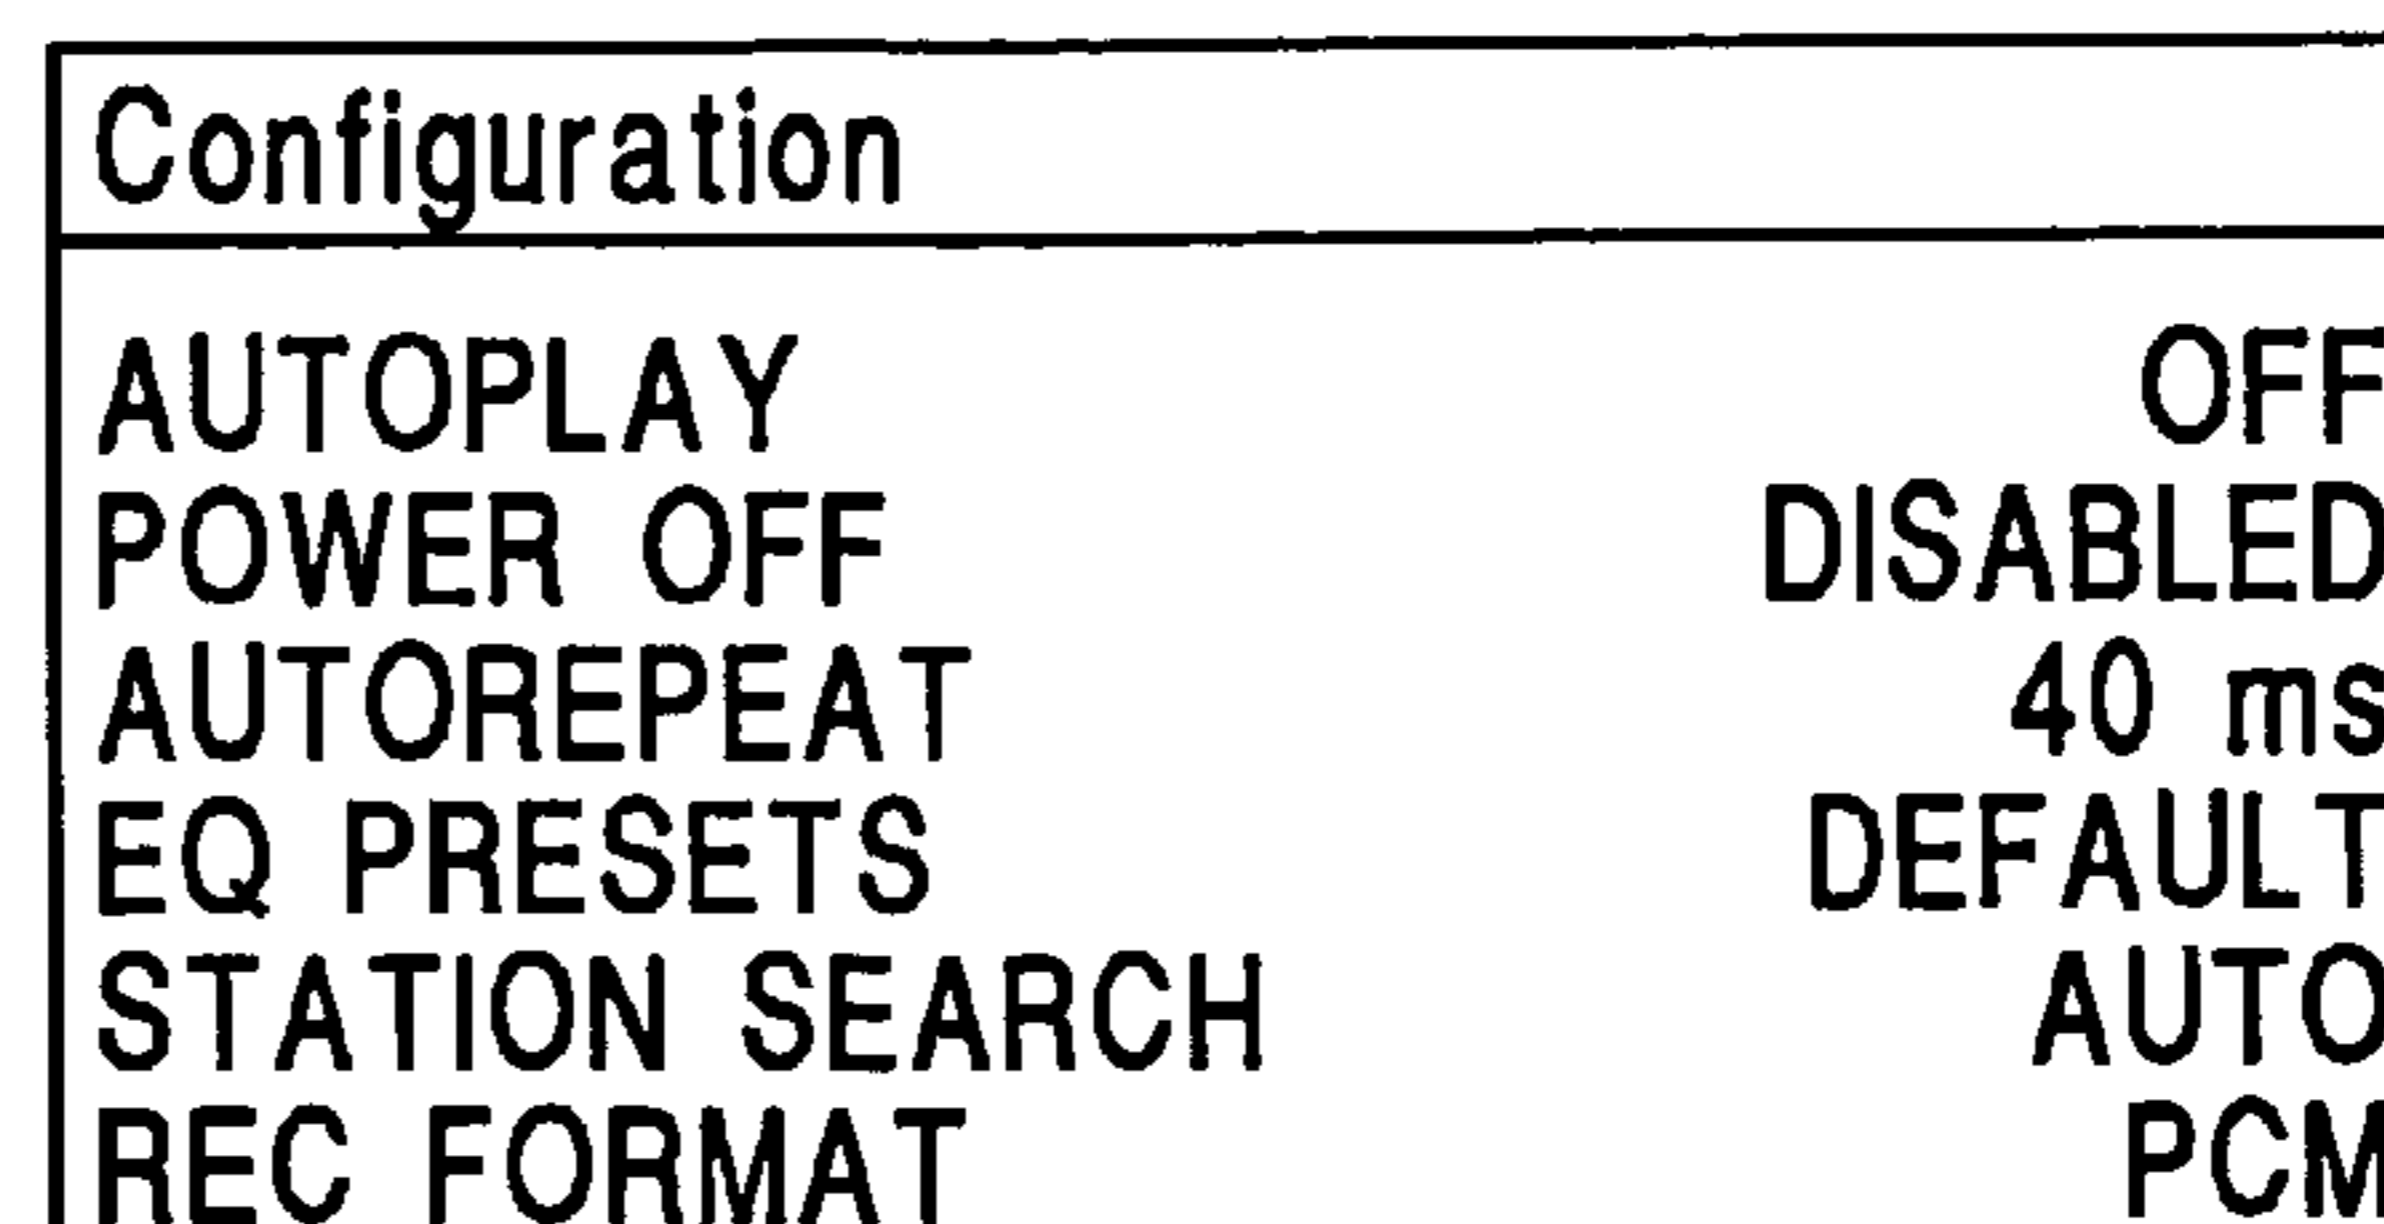 Configuration
AUTOPLAY OFF
POWER OFF DISABLED
AUTOREPEAT 40 ms
EQ PRESETS DEFAULT
STATION SEARCH AUTO
REC FORMAT PCM